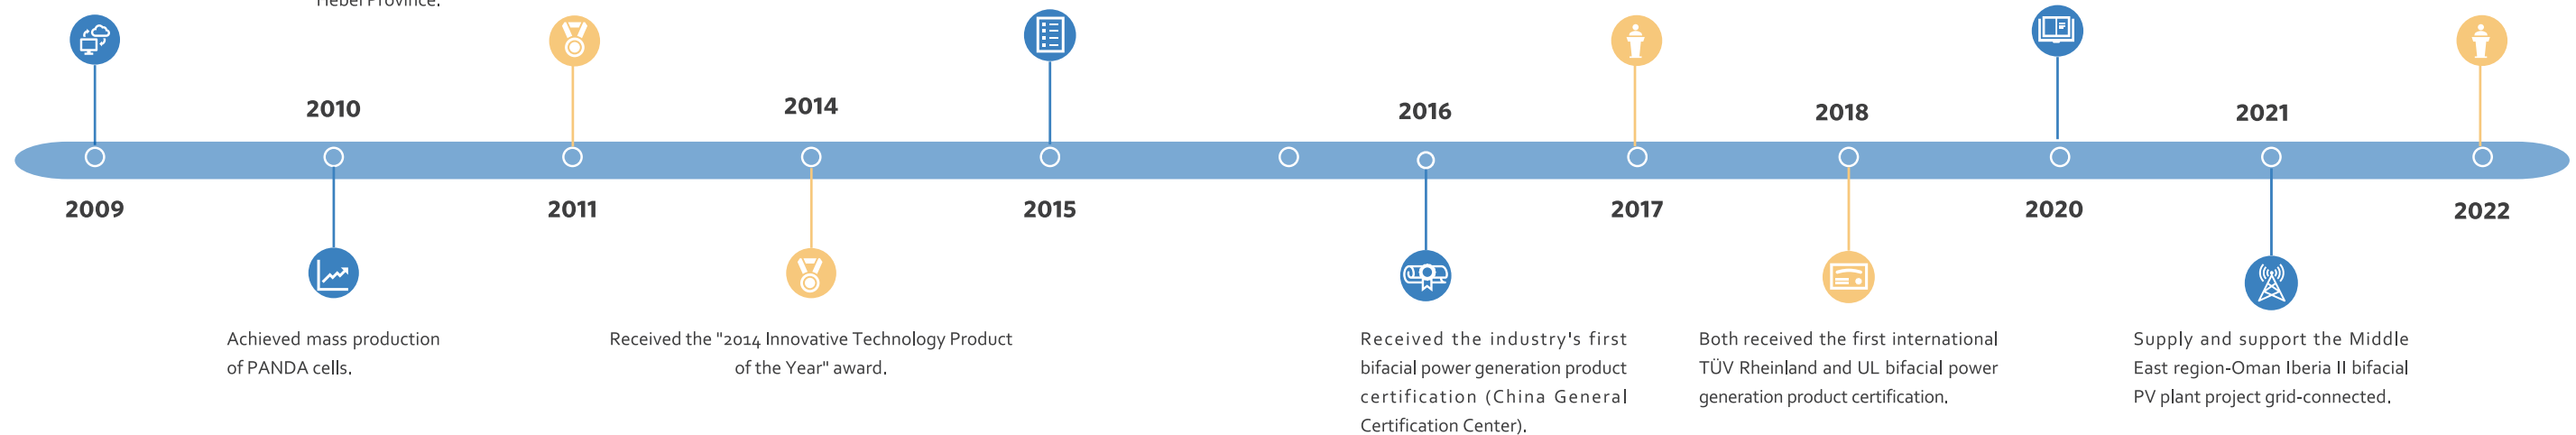 Hebei Province.
2010
2014
2016
2018
2021
2009
2011
2015
2017
2020
2022
Achieved mass production
of PANDA cells.
Received the "2014 Innovative Technology Product
of the Year" award.
Received the industry's first
bifacial power generation product
certification (China General
Certification Center).
Both received the first international
TÜV Rheinland and UL bifacial power
generation product certification.
Supply and support the Middle
East region-Oman Iberia II bifacial
PV plant project grid-connected.